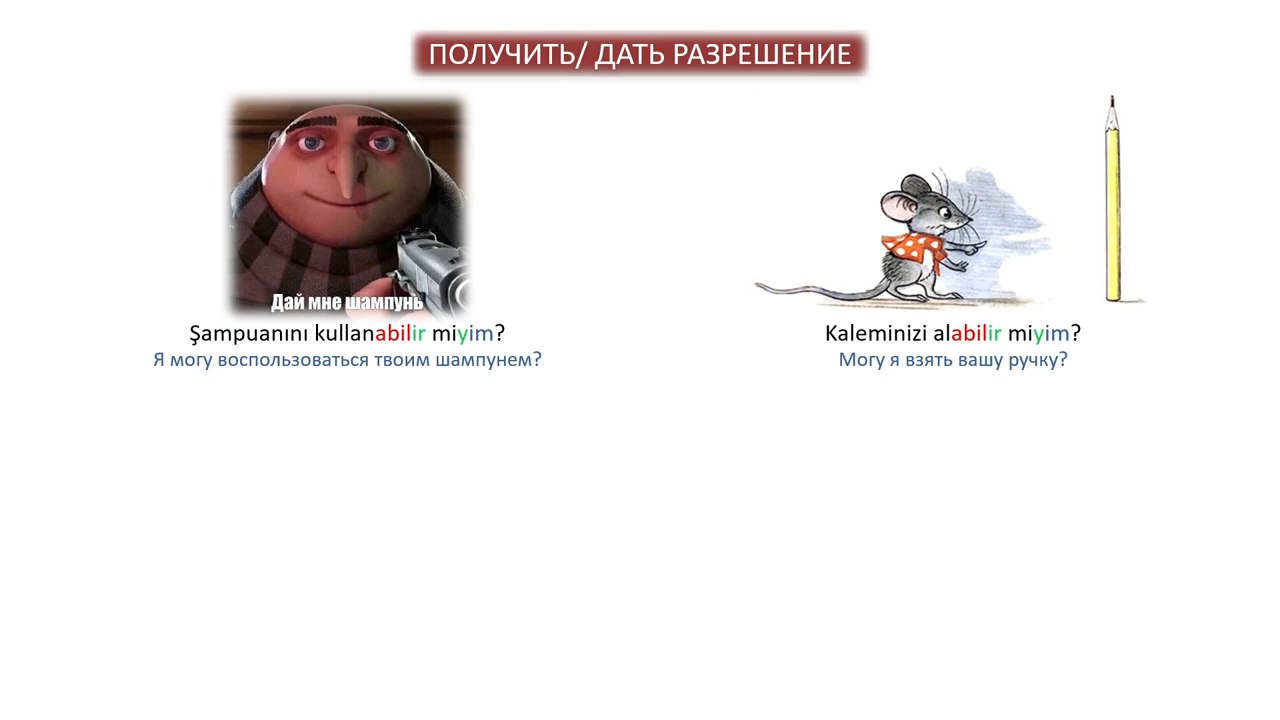 ПОЛУЧИТЬ/ ДАТЬ РАЗРЕШЕНИЕ
Дай мне шампунь
Şampuanını kullanabilir miyim?
Я могу воспользоваться твоим шампунем?
Kaleminizi alabilir miyim?
Могу я взять вашу ручку?